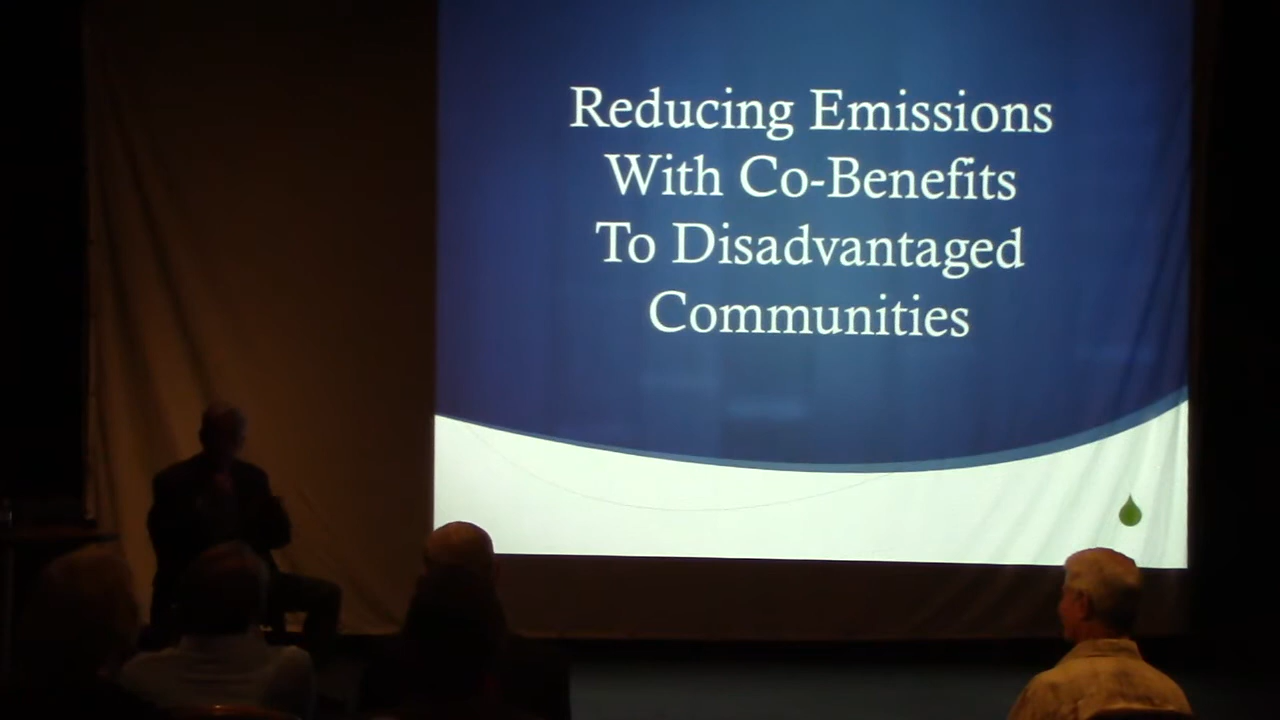 Reducing Emissions
With Co-Benefits
To Disadvantaged
Communities